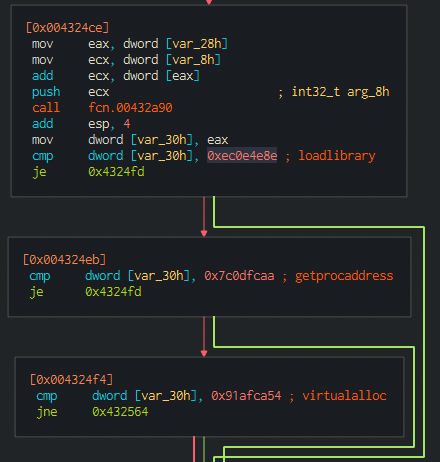 [0x004324ce]
mov eax, dword [var_28h]
mov ecx, dword [var_8h]
add ecx, dword [eax]
push ecx ; int32_t arg_8h
call fcn.00432a90
add esp, 4
mov dword [var_30h], eax
cmp dword [var_30h], 0xec0e4e8e ; loadlibrary
je 0x4324fd
[0x004324eb]
cmp dword [var_30h], 0x7c0dfcaa ; getprocaddress
je 0x4324fd
[0x004324f4]
cmp dword [var_30h], 0x91afca54 ; virtualalloc
jne 0x432564